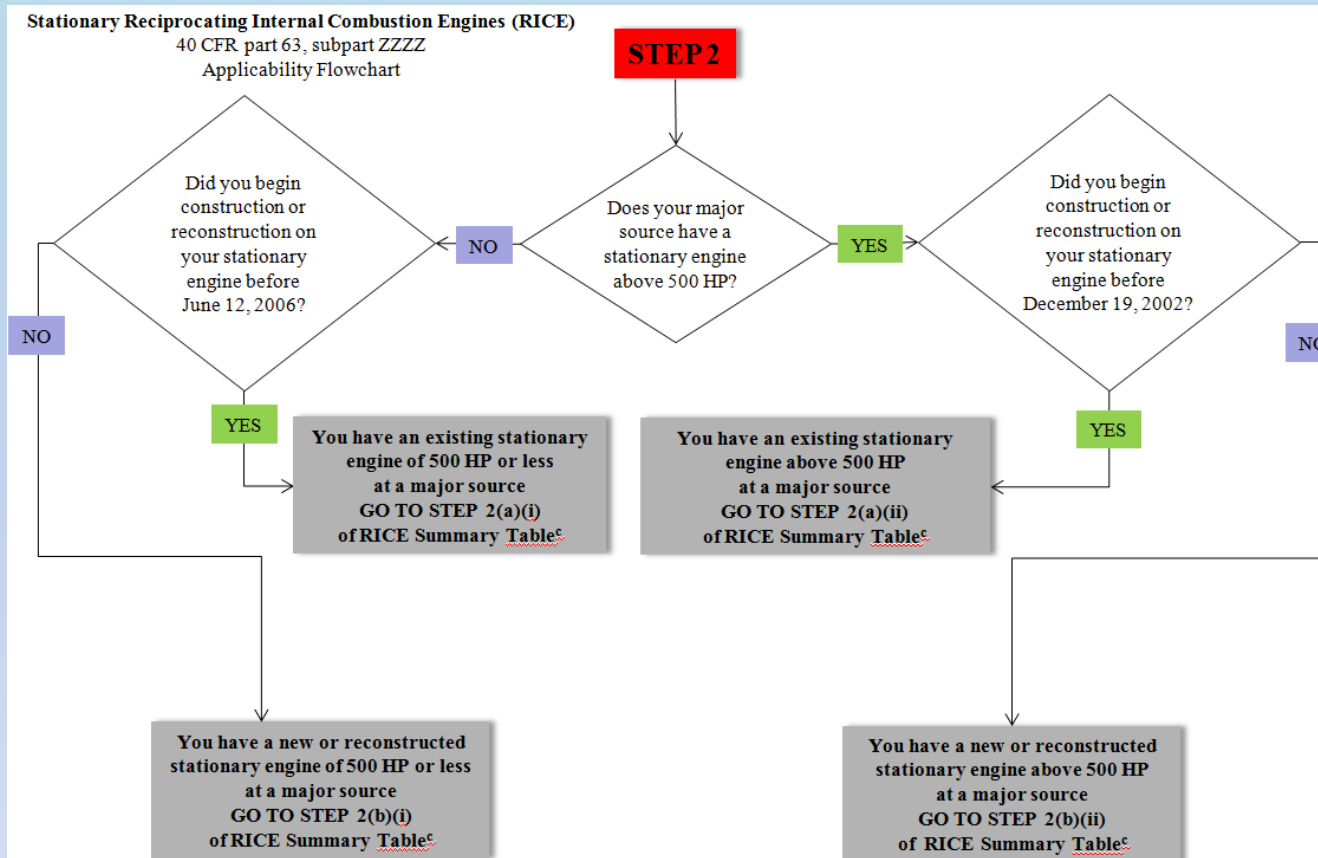 Stationary Reciprocating Internal Combustion Engines (RICE)
40 CFR part 63, subpart ZZZZ
Applicability Flowchart
STEP 2
Did you begin
construction or
reconstruction on
your stationary
engine before
June 12, 2006?
NO
Does your major
source have a
stationary engine
above 500 HP?
YES
Did you begin
construction or
reconstruction on
your stationary
engine before
December 19, 2002?
NO
YES
You have an existing stationary
engine of 500 HP or less
at a major source
GO TO STEP 2(a)(i)
of RICE Summary Tableᶜ
You have an existing stationary
engine above 500 HP
at a major source
GO TO STEP 2(a)(ii)
of RICE Summary Tableᶜ
YES
You have a new or reconstructed
stationary engine of 500 HP or less
at a major source
GO TO STEP 2(b)(i)
of RICE Summary Tableᶜ
You have a new or reconstructed
stationary engine above 500 HP
at a major source
GO TO STEP 2(b)(ii)
of RICE Summary Tableᶜ